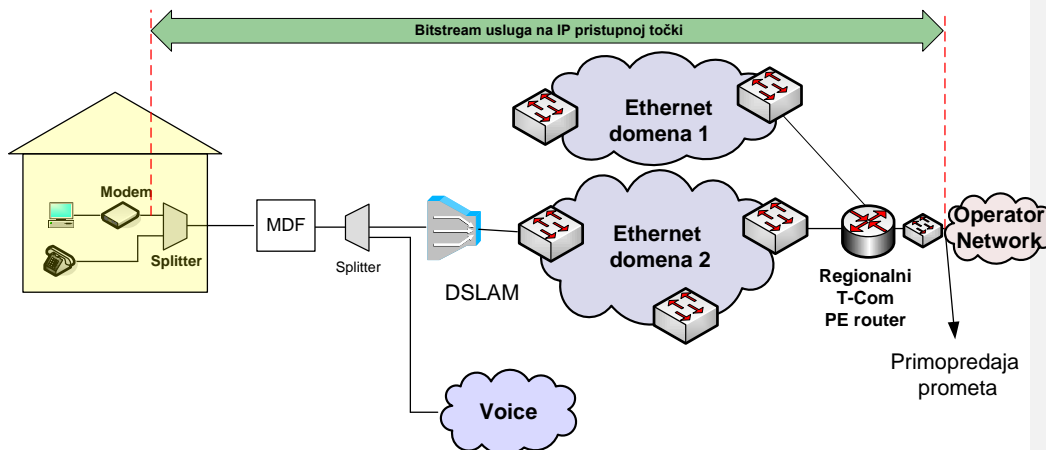 Bitstream usluga na IP pristupnoj točki
Ethernet
domena 1
Modem
Splitter
MDF
Splitter
DSLAM
Ethernet
domena 2
Regionalni
T-Com
PE router
Operator
Network
Primopredaja
prometa
Voice